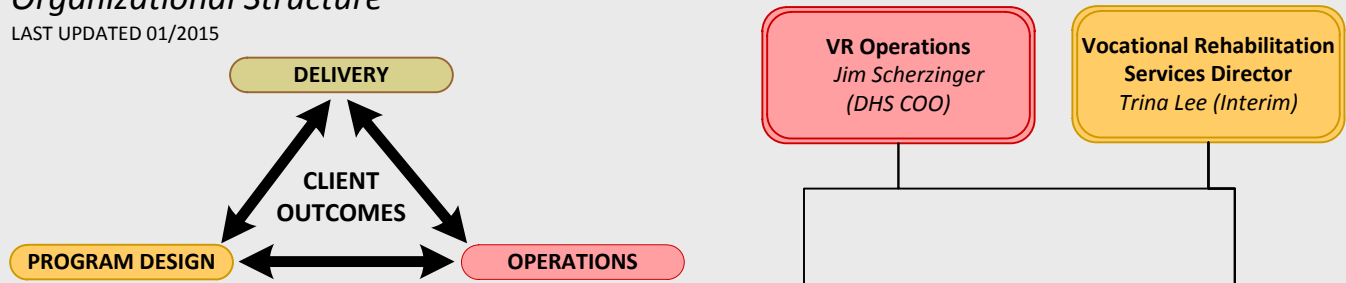 Organizational Structure
LAST UPDATED 01/2015
DELIVERY
CLIENT
OUTCOMES
PROGRAM DESIGN
OPERATIONS
VR Operations
Jim Scherzinger
(DHS COO)
Vocational Rehabilitation
Services Director
Trina Lee (Interim)